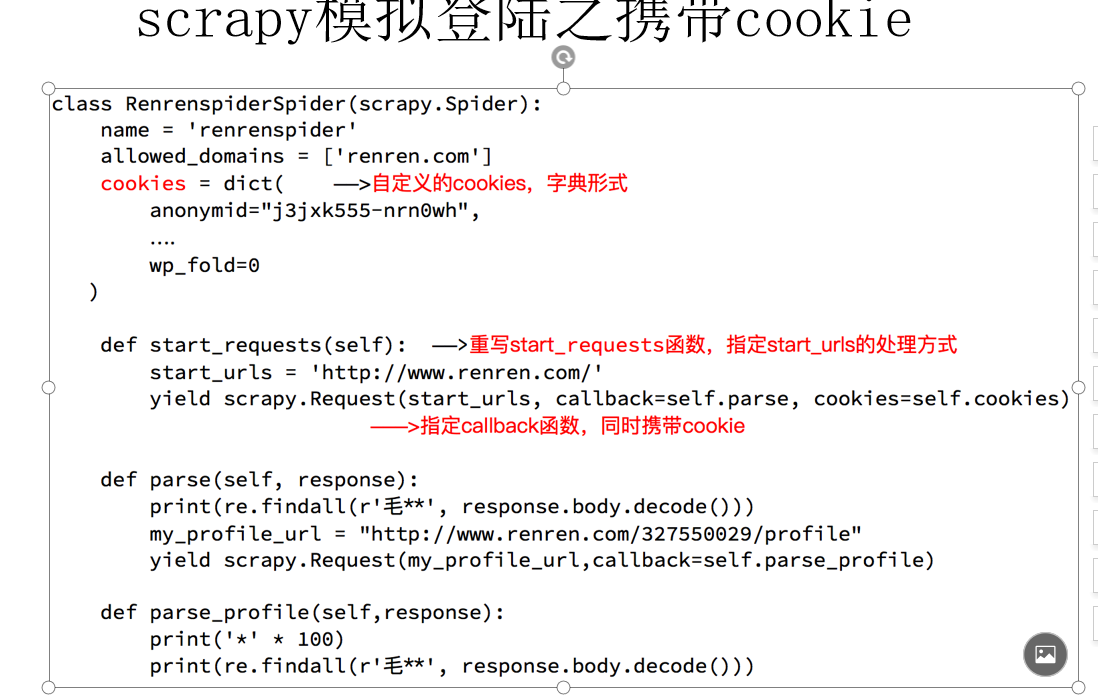 scrapy模拟登陆之携带cookie
class RenrenspiderSpider(scrapy.Spider):
    name = 'renrenspider'
    allowed_domains = ['renren.com']
    cookies = dict(    ——>自定义的cookies，字典形式
        anonymid="j3jxk555-nrn0wh",
        ....
        wp_fold=0
    )
    def start_requests(self):  ——>重写start_requests函数，指定start_urls的处理方式
        start_urls = 'http://www.renren.com/'
        yield scrapy.Request(start_urls, callback=self.parse, cookies=self.cookies)
        ———>指定callback函数，同时携带cookie
    def parse(self, response):
        print(re.findall(r'毛**', response.body.decode()))
        my_profile_url = "http://www.renren.com/327550029/profile"
        yield scrapy.Request(my_profile_url,callback=self.parse_profile)
    def parse_profile(self,response):
        print('*' * 100)
        print(re.findall(r'毛**', response.body.decode()))